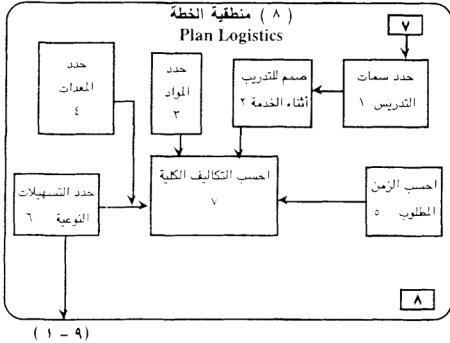 (٨) منطقية الخطة
Plan Logistics
٧
حدد سمات
التدريس ١
صمم للتدريب
أثناء الخدمة ٢
حدد
المواد
٣
حدد
المعدات
٤
احسب التكاليف الكلية
٧
احسب الزمن
المطلوب ٥
حدد التسهيلات
النوعية ٦
٨
(٩ - ١)